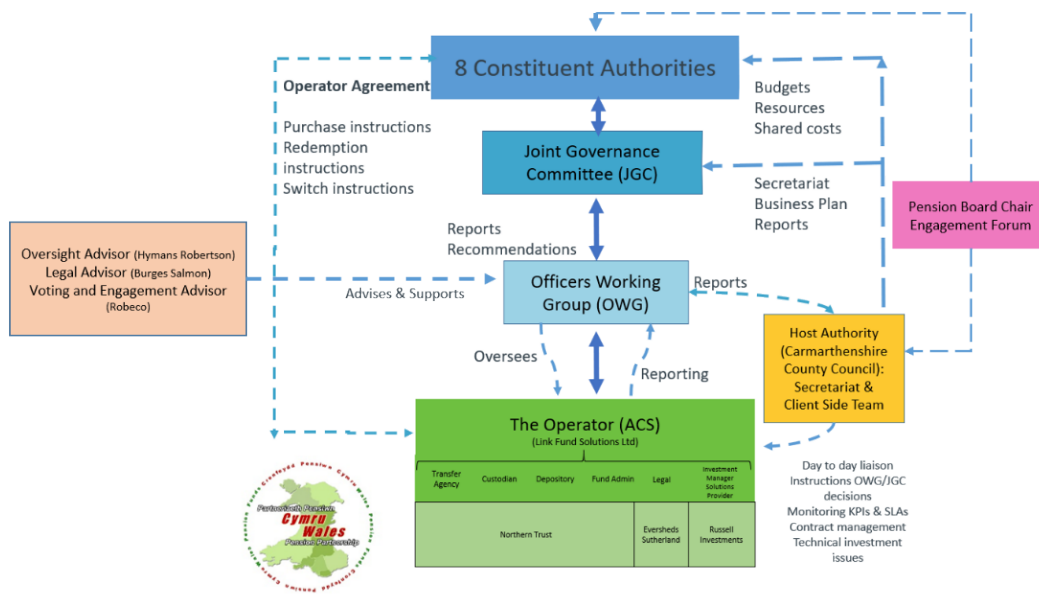 8 Constituent Authorities
Operator Agreement
Purchase instructions
Redemption
instructions
Switch instructions
Budgets
Resources
Shared costs
Joint Governance
Committee (JGC)
Secretariat
Business Plan
Reports
Pension Board Chair
Engagement Forum
Reports
Recommendations
Oversight Advisor (Hymans Robertson)
Legal Advisor (Burges Salmon)
Voting and Engagement Advisor
(Robeco)
Advises & Supports
Officers Working
Group (OWG)
Reports
Host Authority
(Carmarthenshire
County Council):
Secretariat &
Client Side Team
Oversees
Reporting
The Operator (ACS)
(Link Fund Solutions Ltd)
Transfer
Agency
Custodian
Depository
Fund Admin
Legal
Investment
Manager
Solutions
Provider
Northern Trust
Eversheds
Sutherland
Russell
Investments
Day to day liaison
Instructions OWG/JGC
decisions
Monitoring KPIs & SLAs
Contract management
Technical investment
issues
Partneriaeth Pensiwn
Cymru
Wales
Pension Partnership